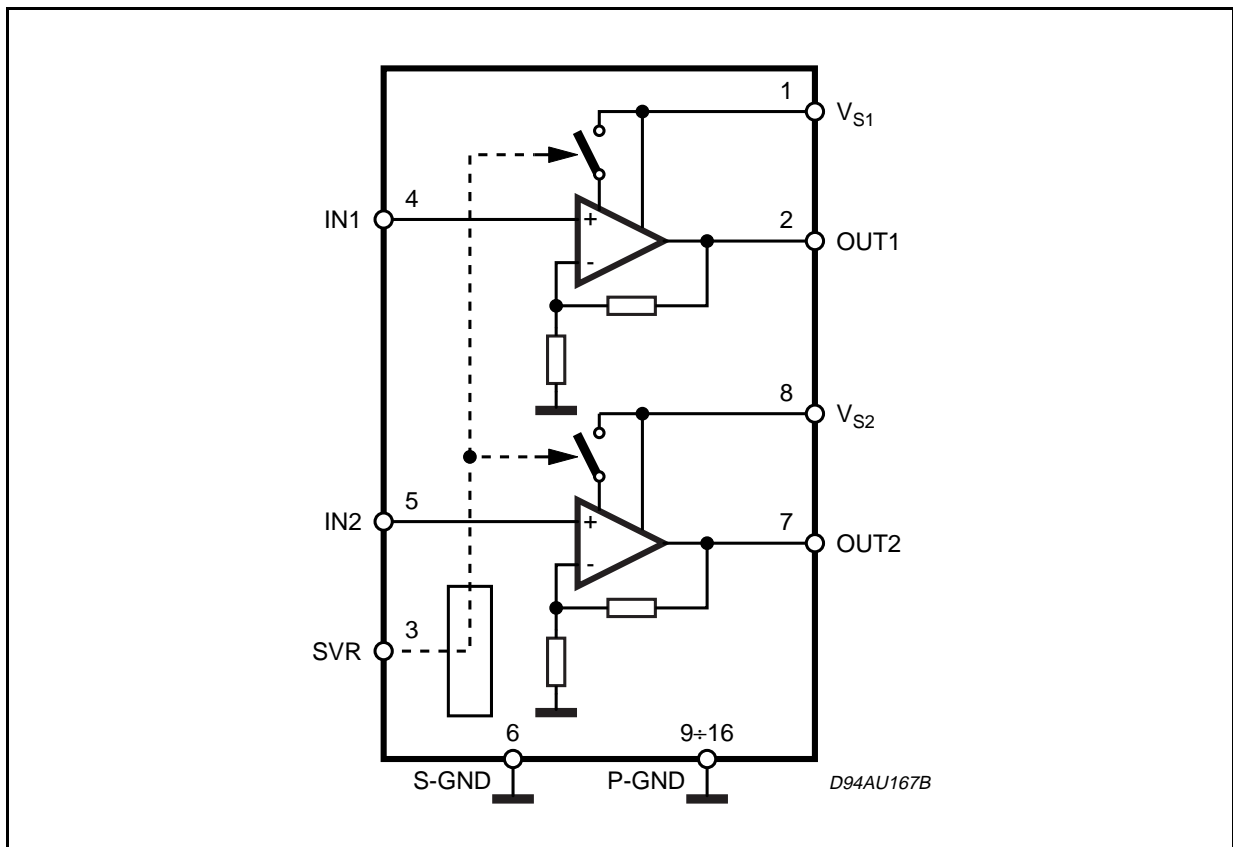 1
V_S1
4
IN1
+
-
2
OUT1
8
V_S2
5
IN2
+
-
7
OUT2
3
SVR
6
9÷16
S-GND
P-GND
D94AU167B